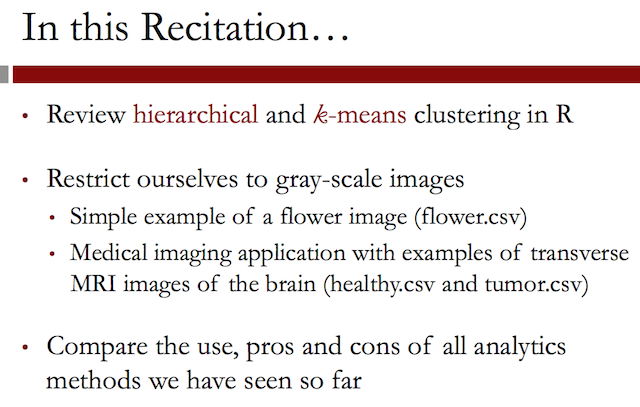 In this Recitation…
• Review hierarchical and k-means clustering in R
• Restrict ourselves to gray-scale images
• Simple example of a flower image (flower.csv)
• Medical imaging application with examples of transverse
MRI images of the brain (healthy.csv and tumor.csv)
• Compare the use, pros and cons of all analytics
methods we have seen so far